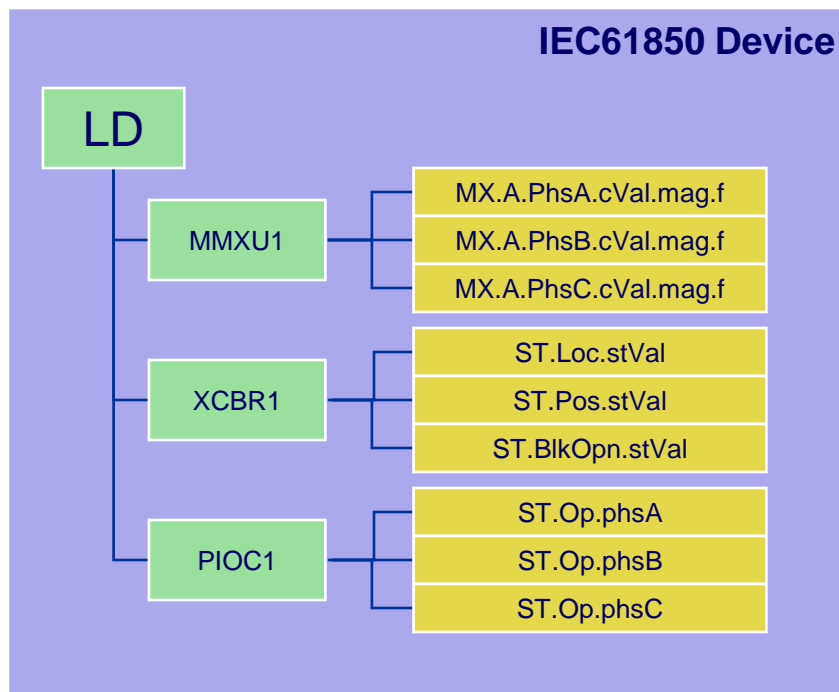 IEC61850 Device
LD
MMXU1
MX.A.PhsA.cVal.mag.f
MX.A.PhsB.cVal.mag.f
MX.A.PhsC.cVal.mag.f
XCBR1
ST.Loc.stVal
ST.Pos.stVal
ST.BlkOpn.stVal
PIOC1
ST.Op.phsA
ST.Op.phsB
ST.Op.phsC